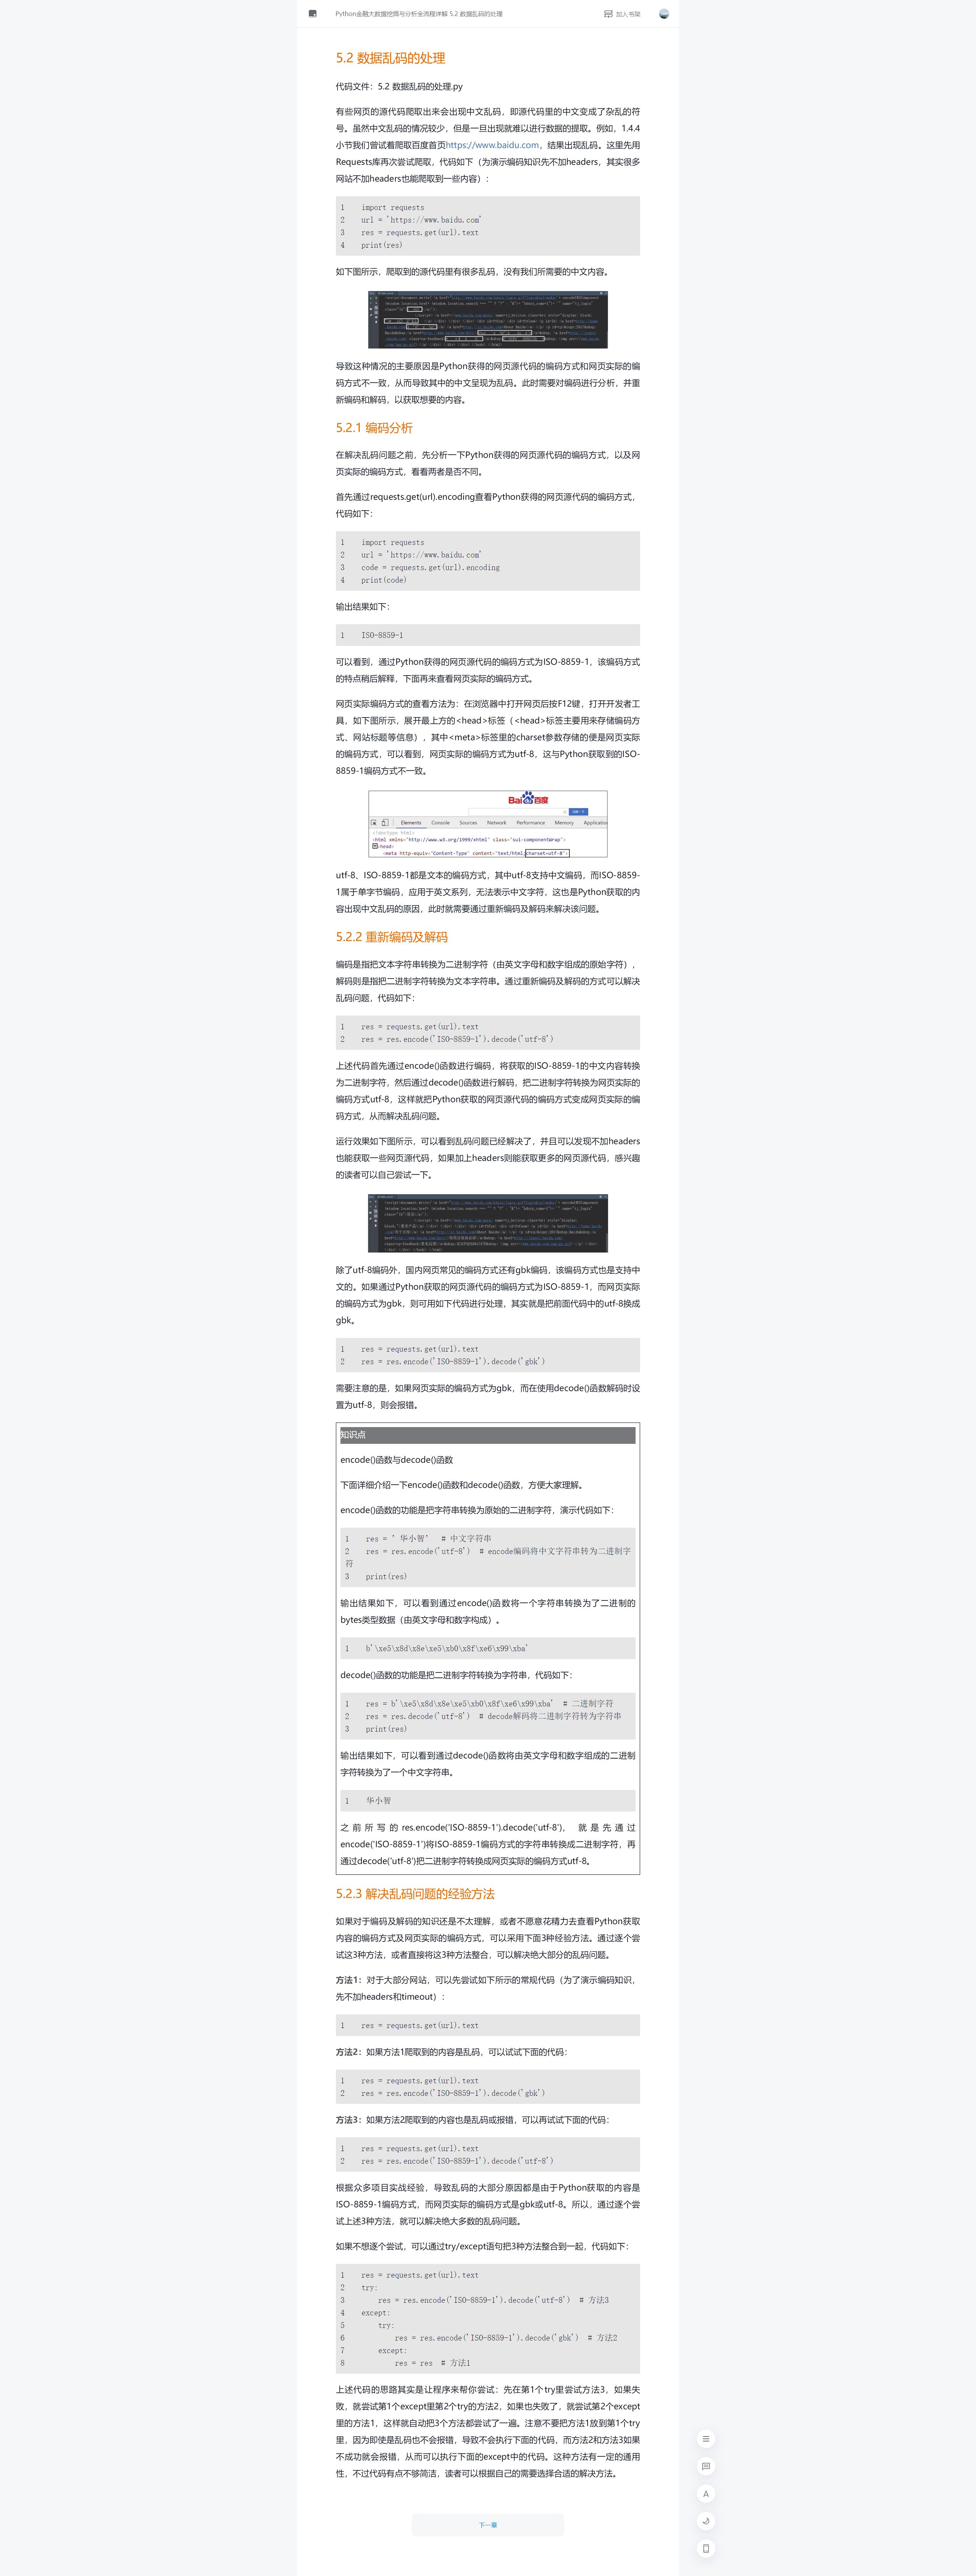 Python金融大数据挖掘与分析全流程详解 5.2 数据乱码的处理
加入书架
5.2 数据乱码的处理
代码文件：5.2 数据乱码的处理.py
有些网页的源代码爬取出来会出现中文乱码，即源代码里的中文变成了杂乱的符
号。虽然中文乱码的情况较少，但是一旦出现就难以进行数据的提取。例如，1.4.4
小节我们曾试着爬取百度首页https://www.baidu.com，结果出现乱码。这里先用
Requests库再次尝试爬取，代码如下（为演示编码知识先不加headers，其实很多
网站不加headers也能爬取到一些内容）：
1 import requests
2 url = 'https://www.baidu.com'
3 res = requests.get(url).text
4 print(res)
如下图所示，爬取到的源代码里有很多乱码，没有我们所需要的中文内容。
导致这种情况的主要原因是Python获得的网页源代码的编码方式和网页实际的编
码方式不一致，从而导致其中的中文呈现为乱码。此时需要对编码进行分析，并重
新编码和解码，以获取想要的内容。
5.2.1 编码分析
在解决乱码问题之前，先分析一下Python获得的网页源代码的编码方式，以及网
页实际的编码方式，看看两者是否不同。
首先通过requests.get(url).encoding查看Python获得的网页源代码的编码方式，
代码如下：
1 import requests
2 url = 'https://www.baidu.com'
3 code = requests.get(url).encoding
4 print(code)
输出结果如下：
1 ISO-8859-1
可以看到，通过Python获得的网页源代码的编码方式为ISO-8859-1，该编码方式
的特点稍后解释，下面再来查看网页实际的编码方式。
网页实际编码方式的查看方法为：在浏览器中打开网页后按F12键，打开开发者工
具，如下图所示，展开最上方的<head>标签（<head>标签主要用来存储编码方
式、网站标题等信息），其中<meta>标签里的charset参数存储的便是网页实际
的编码方式，可以看到，网页实际的编码方式为utf-8，这与Python获取到的ISO-
8859-1编码方式不一致。
Bai 百度
Elements Console Sources Network Performance Memory Application
<!doctype html>
<html xmlns="http://www.w3.org/1999/xhtml" class="sui-componentWrap">
<head>
<meta http-equiv="Content-Type" content="text/html;charset=utf-8">
utf-8、ISO-8859-1都是文本的编码方式，其中utf-8支持中文编码，而ISO-8859-
1属于单字节编码，应用于英文系列，无法表示中文字符，这也是Python获取的内
容出现中文乱码的原因，此时就需要通过重新编码及解码来解决该问题。
5.2.2 重新编码及解码
编码是指把文本字符串转换为二进制字符（由英文字母和数字组成的原始字符），
解码则是指把二进制字符转换为文本字符串。通过重新编码及解码的方式可以解决
乱码问题，代码如下：
1 res = requests.get(url).text
2 res = res.encode('ISO-8859-1').decode('utf-8')
上述代码首先通过encode()函数进行编码，将获取的ISO-8859-1的中文内容转换
为二进制字符，然后通过decode()函数进行解码，把二进制字符转换为网页实际的
编码方式utf-8，这样就把Python获取的网页源代码的编码方式变成网页实际的编
码方式，从而解决乱码问题。
运行效果如下图所示，可以看到乱码问题已经解决了，并且可以发现不加headers
也能获取一些网页源代码，如果加上headers则能获取更多的网页源代码，感兴趣
的读者可以自己尝试一下。
除了utf-8编码外，国内网页常见的编码方式还有gbk编码，该编码方式也是支持中
文的。如果通过Python获取的网页源代码的编码方式为ISO-8859-1，而网页实际
的编码方式为gbk，则可用如下代码进行处理，其实就是把前面代码中的utf-8换成
gbk。
1 res = requests.get(url).text
2 res = res.encode('ISO-8859-1').decode('gbk')
需要注意的是，如果网页实际的编码方式为gbk，而在使用decode()函数解码时设
置为utf-8，则会报错。
知识点
encode()函数与decode()函数
下面详细介绍一下encode()函数和decode()函数，方便大家理解。
encode()函数的功能是把字符串转换为原始的二进制字符，演示代码如下：
1 res = '华小智' # 中文字符串
2 res = res.encode('utf-8') # encode编码将中文字符串转为二进制字
符
3 print(res)
输出结果如下，可以看到通过encode()函数将一个字符串转换为了二进制的
bytes类型数据（由英文字母和数字构成）。
1 b'\xe5\x8d\x8e\xe5\xb0\x8f\xe6\x99\xba'
decode()函数的功能是把二进制字符转换为字符串，代码如下：
1 res = b'\xe5\x8d\x8e\xe5\xb0\x8f\xe6\x99\xba' # 二进制字符
2 res = res.decode('utf-8') # decode解码将二进制字符转为字符串
3 print(res)
输出结果如下，可以看到通过decode()函数将由英文字母和数字组成的二进制
字符转换为了一个中文字符串。
1 华小智
之前所写的res.encode('ISO-8859-1').decode('utf-8')，就是先通过
encode('ISO-8859-1')将ISO-8859-1编码方式的字符串转换成二进制字符，再
通过decode('utf-8')把二进制字符转换成网页实际的编码方式utf-8。
5.2.3 解决乱码问题的经验方法
如果对于编码及解码的知识还是不太理解，或者不愿意花精力去查看Python获取
内容的编码方式及网页实际的编码方式，可以采用下面3种经验方法。通过逐个尝
试这3种方法，或者直接将这3种方法整合，可以解决绝大部分的乱码问题。
方法1：对于大部分网站，可以先尝试如下所示的常规代码（为了演示编码知识，
先不加headers和timeout）：
1 res = requests.get(url).text
方法2：如果方法1爬取到的内容是乱码，可以试试下面的代码：
1 res = requests.get(url).text
2 res = res.encode('ISO-8859-1').decode('gbk')
方法3：如果方法2爬取到的内容也是乱码或报错，可以再试试下面的代码：
1 res = requests.get(url).text
2 res = res.encode('ISO-8859-1').decode('utf-8')
根据众多项目实战经验，导致乱码的大部分原因都是由于Python获取的内容是
ISO-8859-1编码方式，而网页实际的编码方式是gbk或utf-8。所以，通过逐个尝
试上述3种方法，就可以解决绝大多数的乱码问题。
如果不想逐个尝试，可以通过try/except语句把3种方法整合到一起，代码如下：
1 res = requests.get(url).text
2 try:
3 res = res.encode('ISO-8859-1').decode('utf-8') # 方法3
4 except:
5 try:
6 res = res.encode('ISO-8859-1').decode('gbk') # 方法2
7 except:
8 res = res # 方法1
上述代码的思路其实是让程序来帮你尝试：先在第1个try里尝试方法3，如果失
败，就尝试第1个except里第2个try的方法2，如果也失败了，就尝试第2个except
里的方法1，这样就自动把3个方法都尝试了一遍。注意不要把方法1放到第1个try
里，因为即使是乱码也不会报错，导致不会执行下面的代码，而方法2和方法3如果
不成功就会报错，从而可以执行下面的except中的代码。这种方法有一定的通用
性，不过代码有点不够简洁，读者可以根据自己的需要选择合适的解决方法。
下一章
A